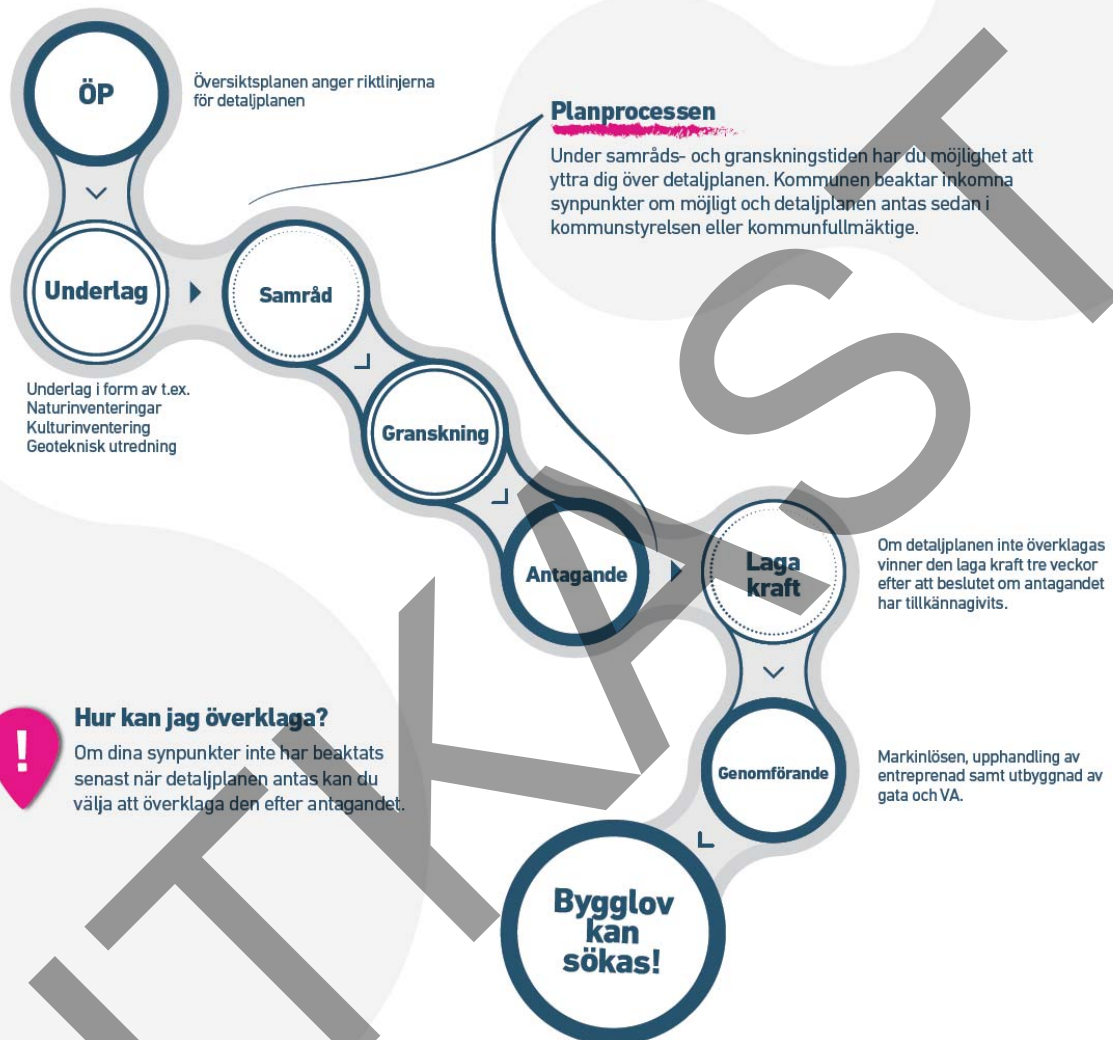 ÖP
Översiktsplanen anger riktlinjerna
för detaljplanen
Planprocessen
Under samråds- och granskningstiden har du möjlighet att
yttra dig över detaljplanen. Kommunen beaktar inkomna
synpunkter om möjligt och detaljplanen antas sedan i
kommunstyrelsen eller kommunfullmäktige.
Underlag
Samråd
Underlag i form av t.ex.
Naturinventeringar
Kulturinventering
Geoteknisk utredning
Granskning
Antagande
Laga
kraft
Om detaljplanen inte överklagas
vinner den laga kraft tre veckor
efter att beslutet om antagandet
har tillkännagivits.
!
Hur kan jag överklaga?
Om dina synpunkter inte har beaktats
senast när detaljplanen antas kan du
välja att överklaga den efter antagandet.
Genomförande
Markinlösen, upphandling av
entreprenad samt utbyggnad av
gata och VA.
Bygglov
kan
sökas!
UTKAST